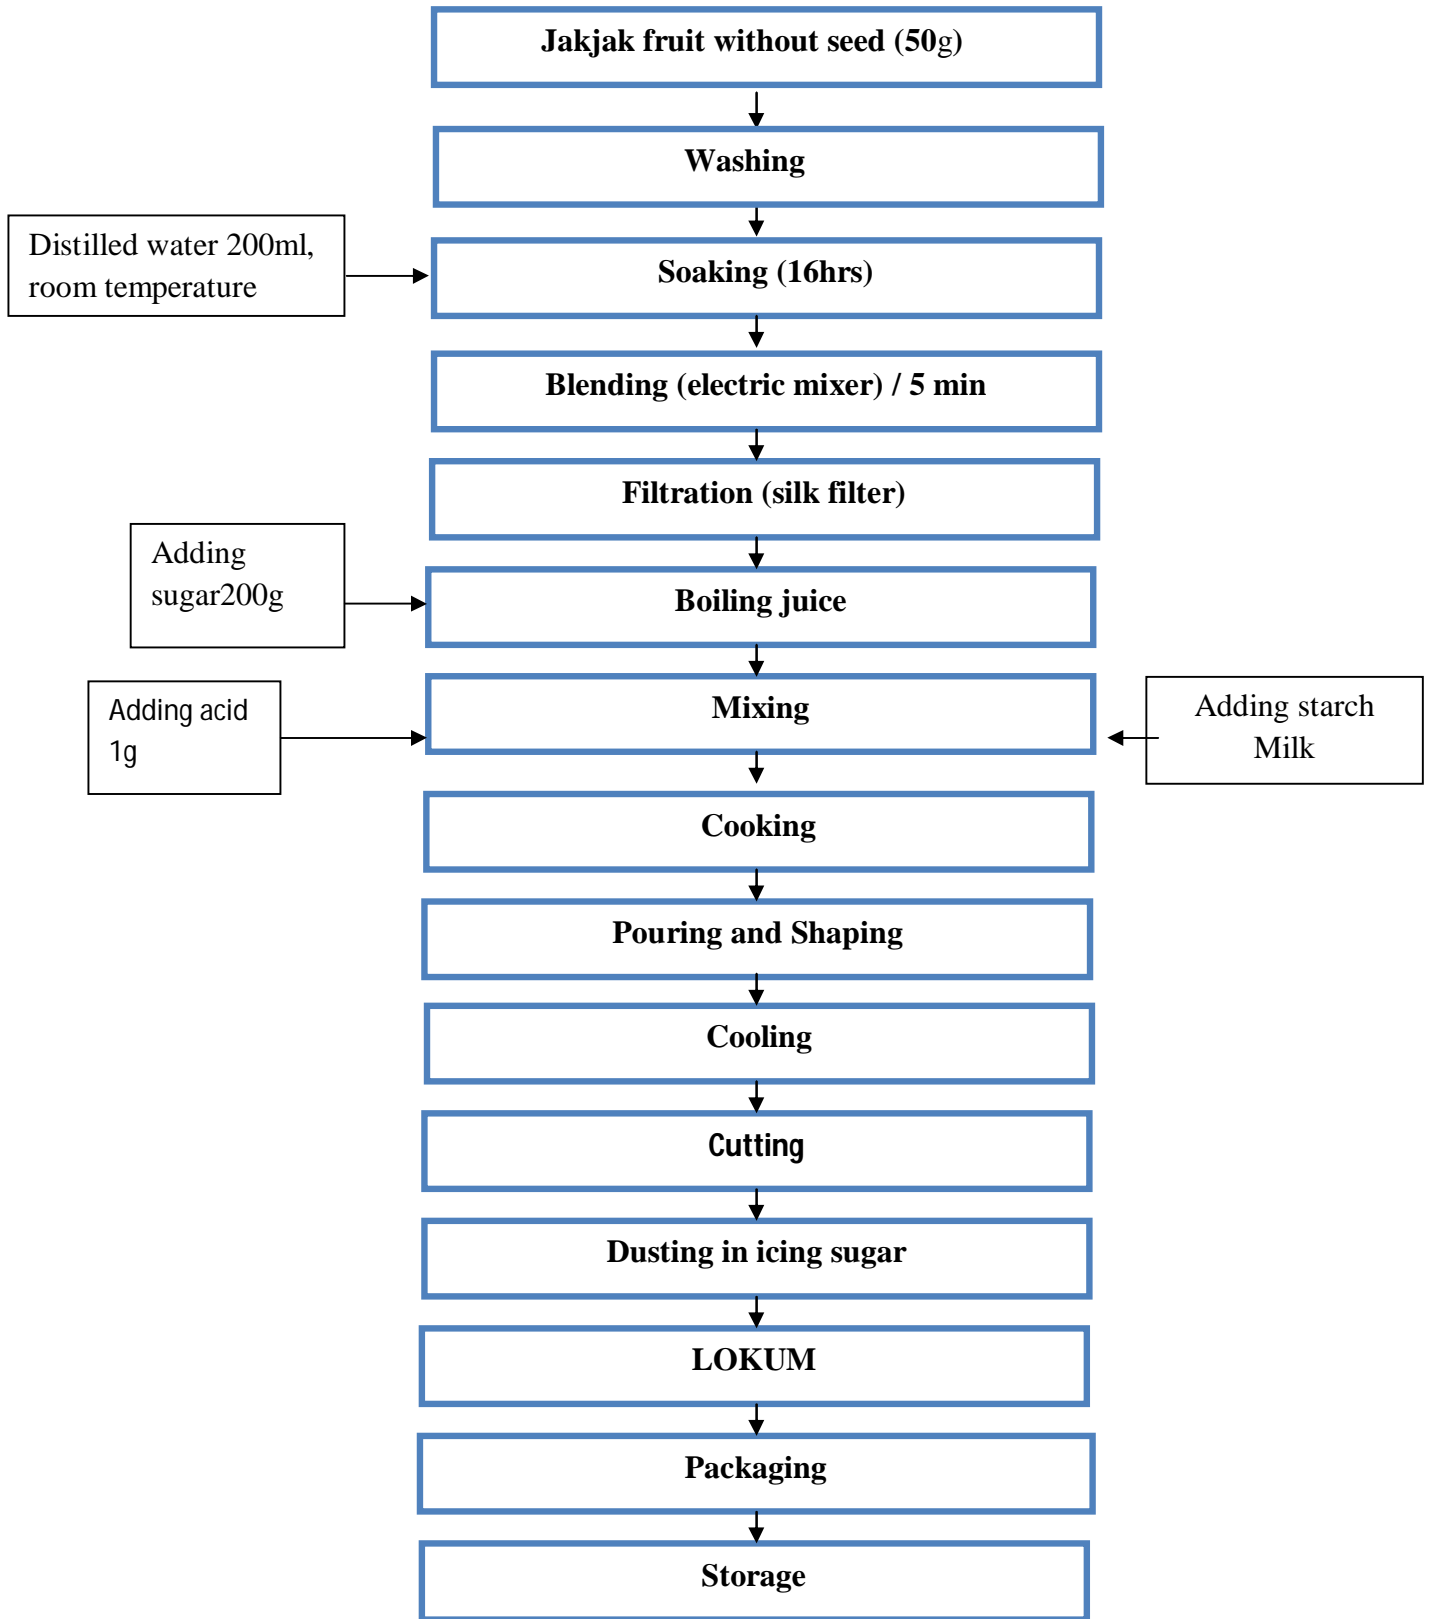 Jakjak fruit without seed (50g)
Washing
Distilled water 200ml,
room temperature
Soaking (16hrs)
Blending (electric mixer) / 5 min
Filtration (silk filter)
Adding
sugar200g
Boiling juice
Adding acid
1g
Mixing
Adding starch
Milk
Cooking
Pouring and Shaping
Cooling
Cutting
Dusting in icing sugar
LOKUM
Packaging
Storage